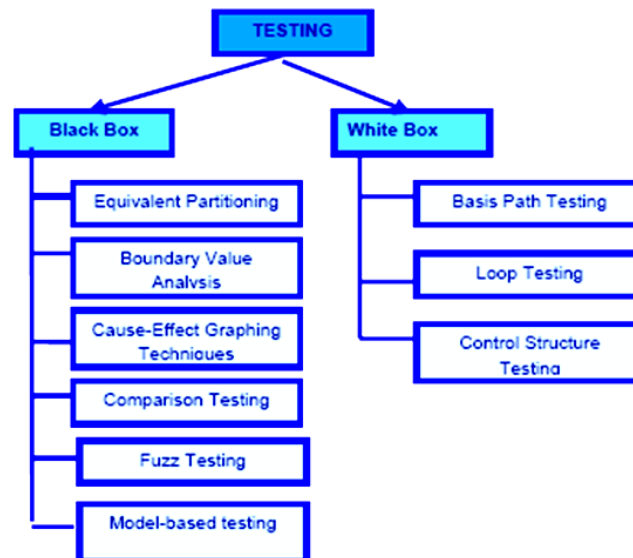 TESTING
Black Box
White Box
Equivalent Partitioning
Boundary Value
Analysis
Cause-Effect Graphing
Techniques
Comparison Testing
Fuzz Testing
Model-based testing
Basis Path Testing
Loop Testing
Control Structure
Testing